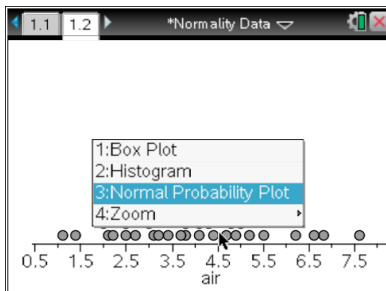 1.1 1.2 *Normality Data
1:Box Plot
2:Histogram
3:Normal Probability Plot
4:Zoom
0.5 1.5 2.5 3.5 4.5 5.5 6.5 7.5
air